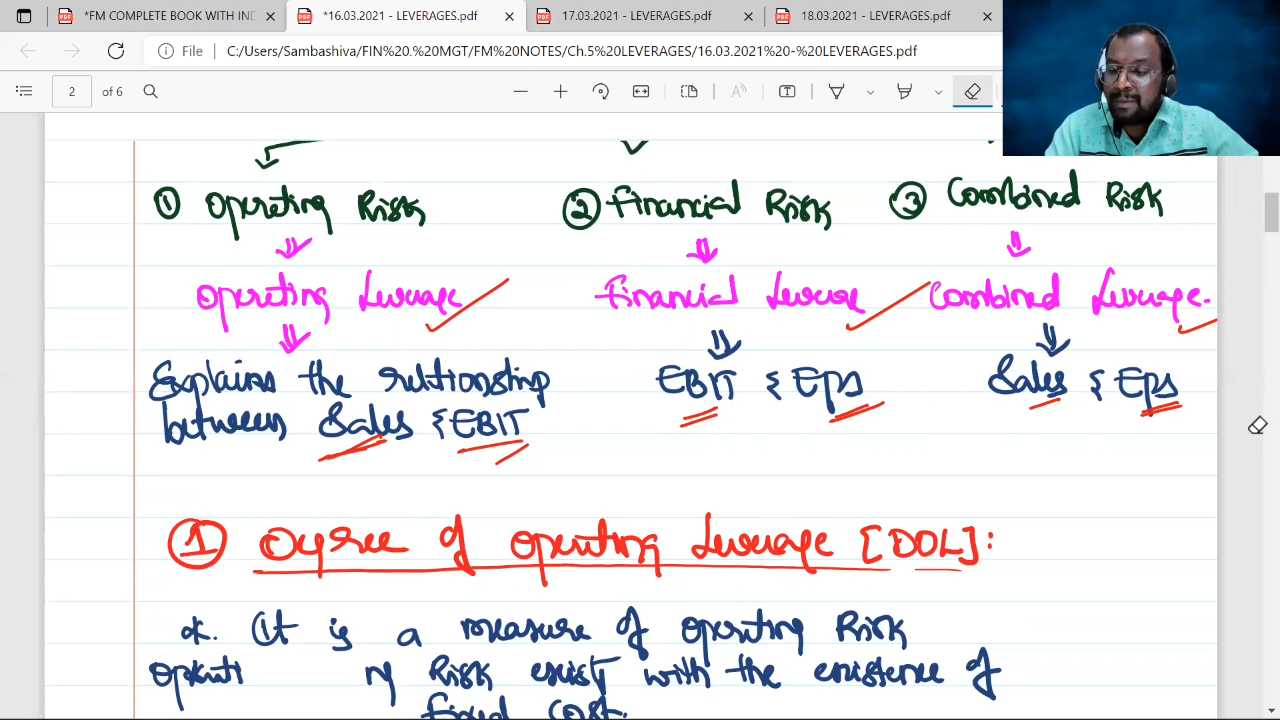 *FM COMPLETE BOOK WITH IND
*16.03.2021 - LEVERAGES.pdf
17.03.2021 - LEVERAGES.pdf
18.03.2021 - LEVERAGES.pdf
File C:/Users/Sambashiva/FIN%20.%20MGT/FM%20NOTES/Ch.5%20LEVERAGES/16.03.2021%20-%20LEVERAGES.pdf
2 of 6
① Operating Risk ② Financial Risk ③ Combined Risk
Operating Leverage Financial Leverage Combined Leverage.
Explains the relationship EBIT & Eps Sales & Eps
between Sales & EBIT
① Degree of operating Leverage [DOL]:
*. It is a measure of operating Risk
ng Risk exist with the existence of
fixed cost.